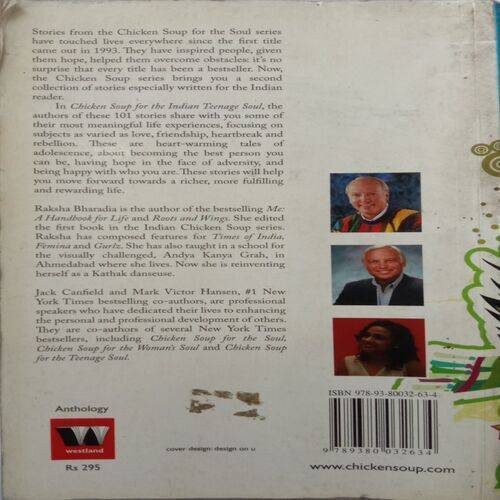 Stories from the Chicken Soup for the Soul series
have touched lives everywhere since the first title
came out in 1993. They have inspired people, given
them hope, helped them overcome obstacles: it's no
surprise that every title has been a bestseller. Now,
the Chicken Soup series brings you a second
collection of stories especially written for the Indian
reader.
In Chicken Soup for the Indian Teenage Soul, the
authors of these 101 stories share with you some of
their most meaningful life experiences, focusing on
subjects as varied as love, friendship, heartbreak and
rebellion. These are heart-warming tales of
adolescence, about becoming the best person you
can be, having hope in the face of adversity, and
being happy with who you are. These stories will help
you move forward towards a richer, more fulfilling
and rewarding life.
Raksha Bharadia is the author of the bestselling Me:
A Handbook for Life and Roots and Wings. She edited
the first book in the Indian Chicken Soup series.
Raksha has composed features for Times of India,
Femina and Gurlz. She has also taught in a school for
the visually challenged, Andya Kanya Grah, in
Ahmedabad where she lives. Now she is reinventing
herself as a Kathak danseuse.
Jack Canfield and Mark Victor Hansen, #1 New
York Times bestselling co-authors, are professional
speakers who have dedicated their lives to enhancing
the personal and professional development of others.
They are co-authors of several New York Times
bestsellers, including Chicken Soup for the Soul,
Chicken Soup for the Woman's Soul and Chicken Soup
for the Teenage Soul.
Anthology
westland
Rs 295
cover design: design on u
ISBN 978-93-80032-63-4
9 789380 032634
www.chickensoup.com